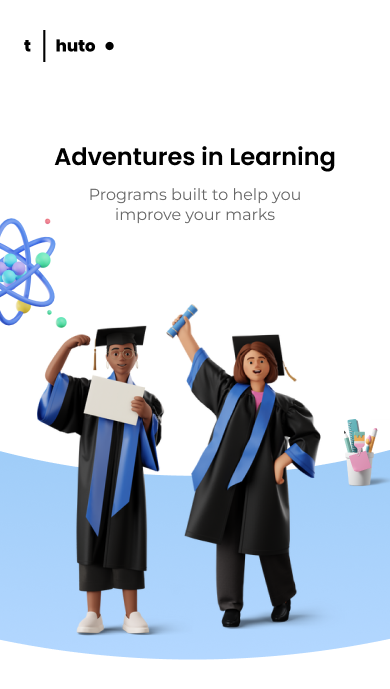 t | huto
Adventures in Learning
Programs built to help you
improve your marks